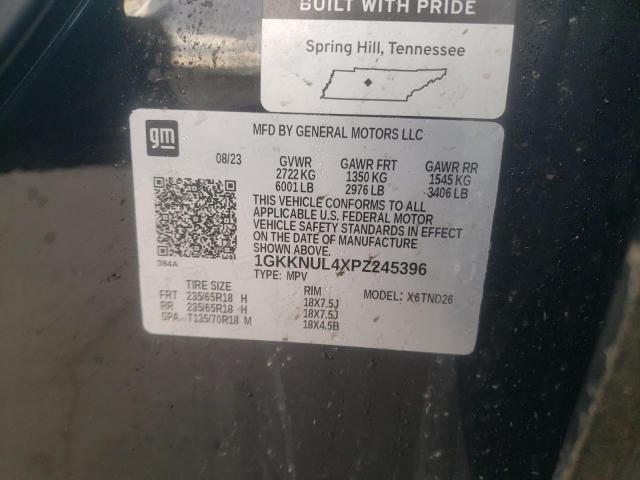 BUILT WITH PRIDE
Spring Hill, Tennessee
gm
MFD BY GENERAL MOTORS LLC
08/23 GVWR GAWR FRT GAWR RR
2722 KG 1350 KG 1545 KG
6001 LB 2976 LB 3406 LB
THIS VEHICLE CONFORMS TO ALL
APPLICABLE U.S. FEDERAL MOTOR
VEHICLE SAFETY STANDARDS IN EFFECT
ON THE DATE OF MANUFACTURE
SHOWN ABOVE.
384A
1GKKNUL4XPZ245396
TYPE: MPV
TIRE SIZE RIM MODEL: X6TND26
FRT 235/65R18 H 18X7.5J
RR 235/65R18 H 18X7.5J
SPA T135/70R18 M 18X4.5B